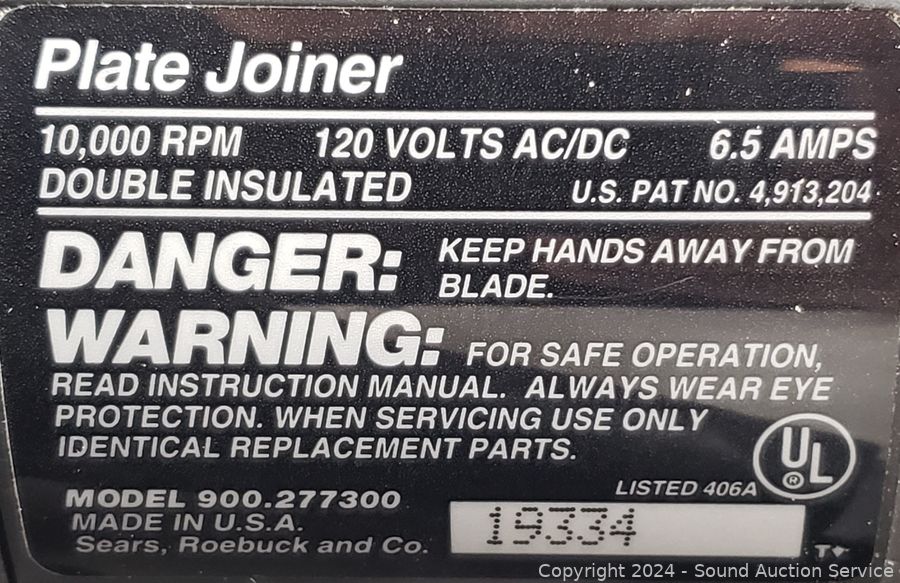 Plate Joiner
10,000 RPM 120 VOLTS AC/DC 6.5 AMPS
DOUBLE INSULATED U.S. PAT NO. 4,913,204
DANGER: KEEP HANDS AWAY FROM
BLADE.
WARNING: FOR SAFE OPERATION,
READ INSTRUCTION MANUAL. ALWAYS WEAR EYE
PROTECTION. WHEN SERVICING USE ONLY
IDENTICAL REPLACEMENT PARTS.
UL
®
LISTED 406A
MODEL 900.277300
MADE IN U.S.A.
19334
Sears, Roebuck and Co.
Copyright 2024 - Sound Auction Service